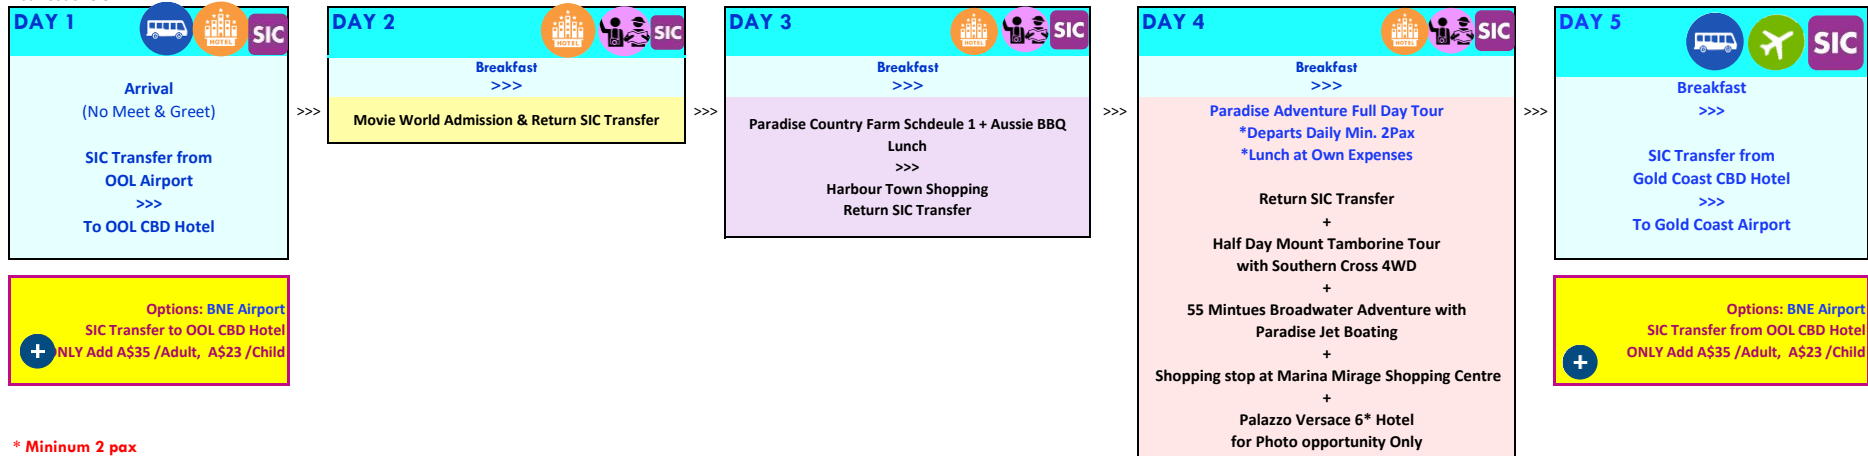 DAY 1
HOTEL
SIC
Arrival
(No Meet & Greet)
SIC Transfer from
OOL Airport
>>>
To OOL CBD Hotel
Options: BNE Airport
SIC Transfer to OOL CBD Hotel
+
NLY Add A$35 /Adult, A$23 /Child
* Mininum 2 pax
>>>
DAY 2
HOTEL
SIC
Breakfast
>>>
Movie World Admission & Return SIC Transfer
>>>
DAY 3
HOTEL
SIC
Breakfast
>>>
Paradise Country Farm Schdeule 1 + Aussie BBQ
Lunch
>>>
Harbour Town Shopping
Return SIC Transfer
>>>
DAY 4
HOTEL
SIC
Breakfast
>>>
Paradise Adventure Full Day Tour
*Departs Daily Min. 2Pax
*Lunch at Own Expenses
Return SIC Transfer
+
Half Day Mount Tamborine Tour
with Southern Cross 4WD
+
55 Mintues Broadwater Adventure with
Paradise Jet Boating
+
Shopping stop at Marina Mirage Shopping Centre
+
Palazzo Versace 6* Hotel
for Photo opportunity Only
>>>
DAY 5
SIC
Breakfast
>>>
SIC Transfer from
Gold Coast CBD Hotel
>>>
To Gold Coast Airport
Options: BNE Airport
SIC Transfer from OOL CBD Hotel
ONLY Add A$35 /Adult, A$23 /Child
+